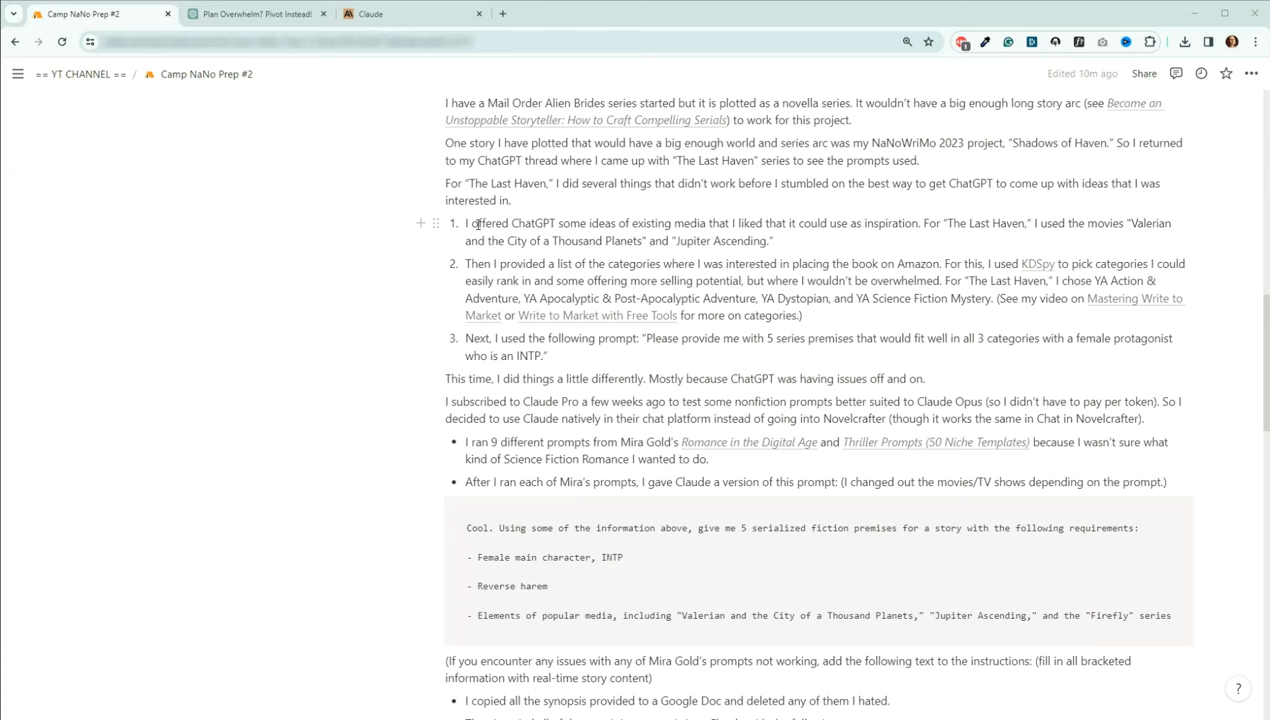 Camp NaNo Prep #2
Plan Overwhelm? Pivot Instead!
Claude
== YT CHANNEL == / Camp NaNo Prep #2
Edited 10m ago
Share
I have a Mail Order Alien Brides series started but it is plotted as a novella series. It wouldn't have a big enough long story arc (see Become an
Unstoppable Storyteller: How to Craft Compelling Serials) to work for this project.
One story I have plotted that would have a big enough world and series arc was my NaNoWriMo 2023 project, "Shadows of Haven." So I returned
to my ChatGPT thread where I came up with "The Last Haven" series to see the prompts used.
For "The Last Haven," I did several things that didn't work before I stumbled on the best way to get ChatGPT to come up with ideas that I was
interested in.
1. I offered ChatGPT some ideas of existing media that I liked that it could use as inspiration. For "The Last Haven," I used the movies "Valerian
and the City of a Thousand Planets" and "Jupiter Ascending."
2. Then I provided a list of the categories where I was interested in placing the book on Amazon. For this, I used KDSpy to pick categories I could
easily rank in and some offering more selling potential, but where I wouldn't be overwhelmed. For "The Last Haven," I chose YA Action &
Adventure, YA Apocalyptic & Post-Apocalyptic Adventure, YA Dystopian, and YA Science Fiction Mystery. (See my video on Mastering Write to
Market or Write to Market with Free Tools for more on categories.)
3. Next, I used the following prompt: "Please provide me with 5 series premises that would fit well in all 3 categories with a female protagonist
who is an INTP."
This time, I did things a little differently. Mostly because ChatGPT was having issues off and on.
I subscribed to Claude Pro a few weeks ago to test some nonfiction prompts better suited to Claude Opus (so I didn't have to pay per token). So I
decided to use Claude natively in their chat platform instead of going into Novelcrafter (though it works the same in Chat in Novelcrafter).
• I ran 9 different prompts from Mira Gold's Romance in the Digital Age and Thriller Prompts (50 Niche Templates) because I wasn't sure what
kind of Science Fiction Romance I wanted to do.
• After I ran each of Mira's prompts, I gave Claude a version of this prompt: (I changed out the movies/TV shows depending on the prompt.)
Cool. Using some of the information above, give me 5 serialized fiction premises for a story with the following requirements:
- Female main character, INTP
- Reverse harem
- Elements of popular media, including "Valerian and the City of a Thousand Planets," "Jupiter Ascending," and the "Firefly" series
(If you encounter any issues with any of Mira Gold's prompts not working, add the following text to the instructions: (fill in all bracketed
information with real-time story content)
• I copied all the synopsis provided to a Google Doc and deleted any of them I hated.